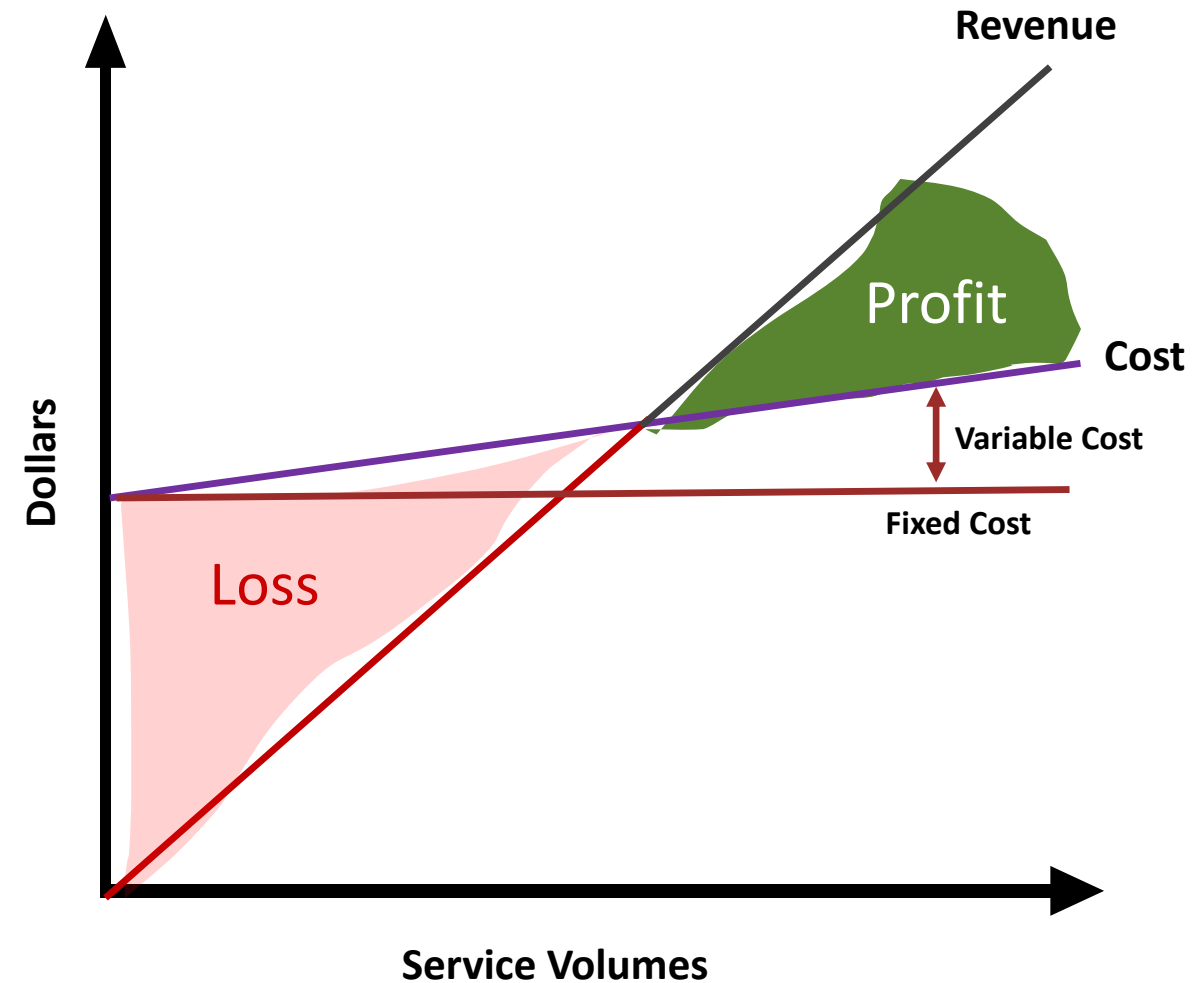 Revenue
Profit
Cost
Variable Cost
Fixed Cost
Loss
Dollars
Service Volumes